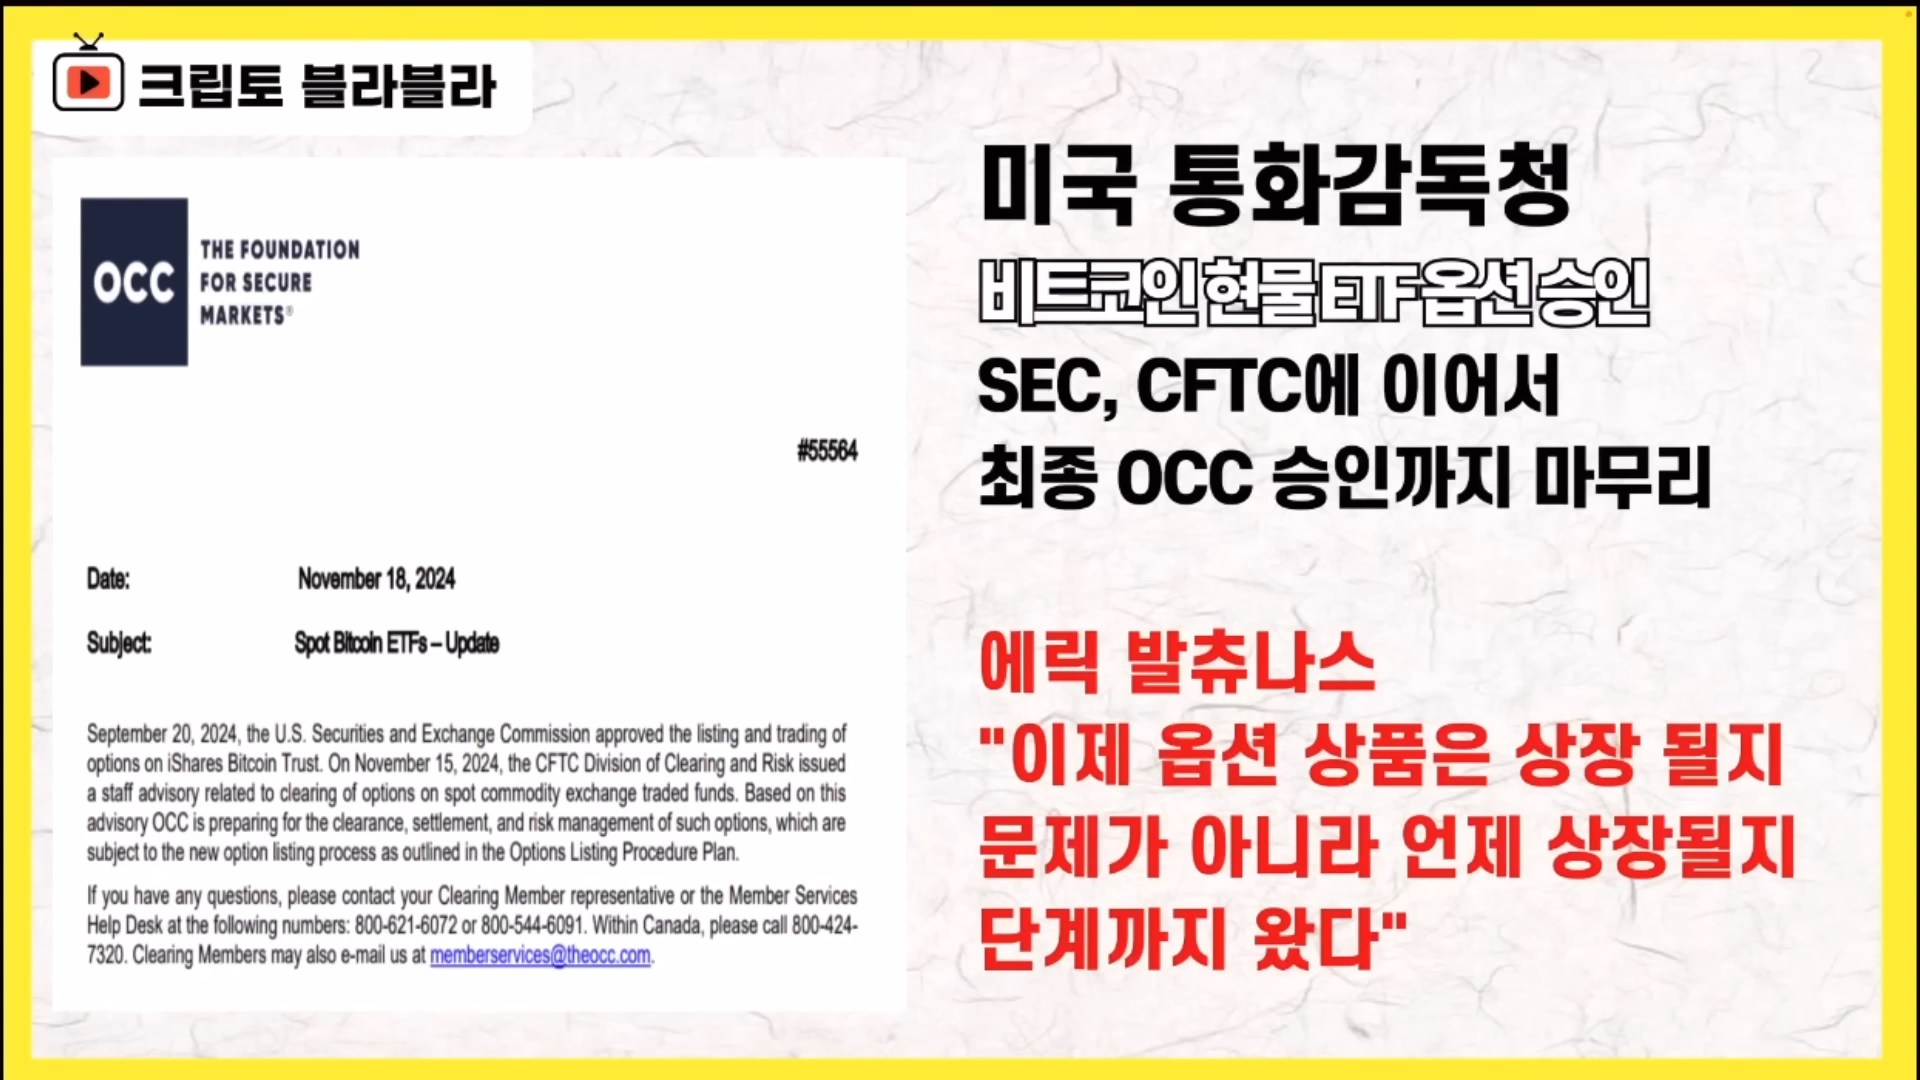 크립토 블라블라
OCC
THE FOUNDATION
FOR SECURE
MARKETS®
#55564
Date: November 18, 2024
Subject: Spot Bitcoin ETFs – Update
September 20, 2024, the U.S. Securities and Exchange Commission approved the listing and trading of
options on iShares Bitcoin Trust. On November 15, 2024, the CFTC Division of Clearing and Risk issued
a staff advisory related to clearing of options on spot commodity exchange traded funds. Based on this
advisory OCC is preparing for the clearance, settlement, and risk management of such options, which are
subject to the new option listing process as outlined in the Options Listing Procedure Plan.
If you have any questions, please contact your Clearing Member representative or the Member Services
Help Desk at the following numbers: 800-621-6072 or 800-544-6091. Within Canada, please call 800-424-
7320. Clearing Members may also e-mail us at memberservices@theocc.com.
미국 통화감독청
비트코인 현물 ETF 옵션 승인
SEC, CFTC에 이어서
최종 OCC 승인까지 마무리
에릭 발츄나스
"이제 옵션 상품은 상장 될지
문제가 아니라 언제 상장될지
단계까지 왔다"